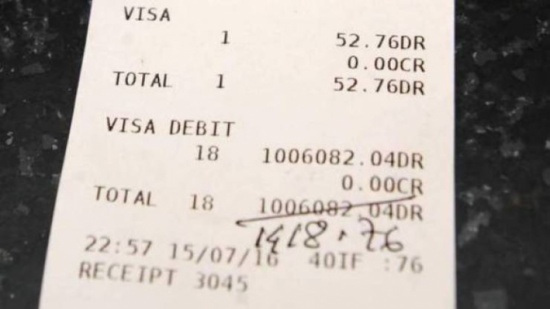 VISA
1 52.76DR
0.00CR
TOTAL 1 52.76DR
VISA DEBIT
18 1006082.04DR
0.00CR
TOTAL 18 1006082.04DR
1418.76
22:57 15/07/16 40IF :76
RECEIPT 3045